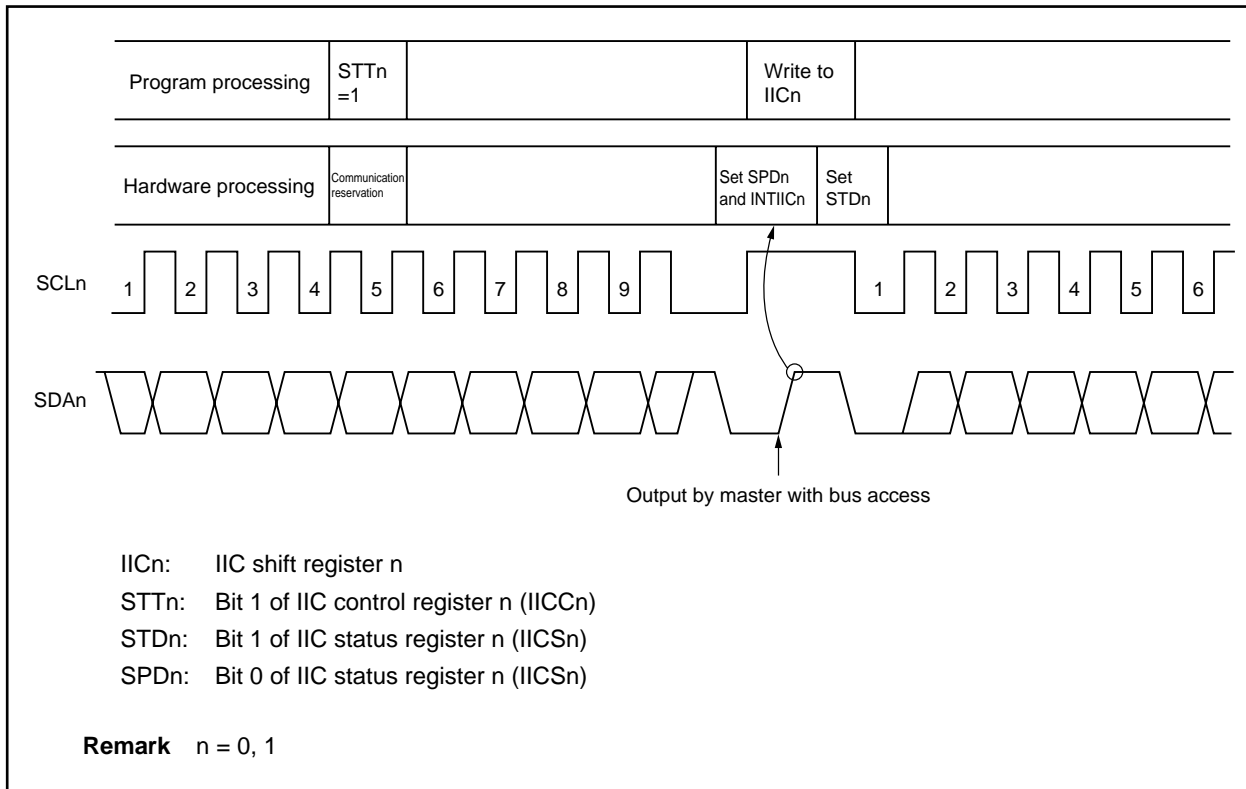 Program processing
STTn
=1
Write to
IICn
Hardware processing
Communication
reservation
Set SPDn
and INTIICn
Set
STDn
SCLn
1 2 3 4 5 6 7 8 9 1 2 3 4 5 6
SDAn
Output by master with bus access
IICn: IIC shift register n
STTn: Bit 1 of IIC control register n (IICCn)
STDn: Bit 1 of IIC status register n (IICSn)
SPDn: Bit 0 of IIC status register n (IICSn)
Remark n = 0, 1